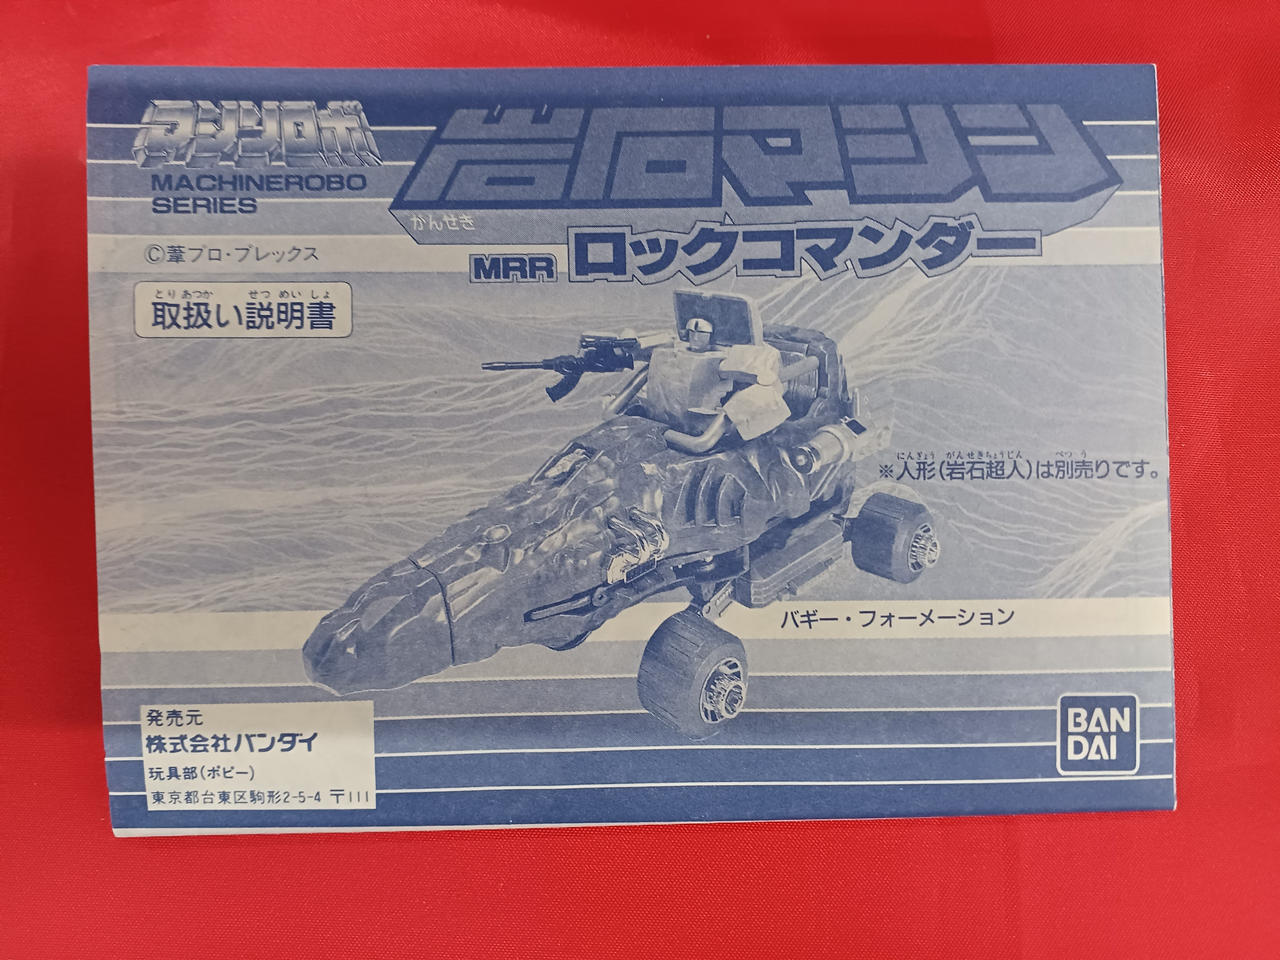 マシンロボ
MACHINEROBO
SERIES
岩石マシン
かんせき
MRR ロックコマンダー
©葦プロ・プレックス
とりあつか せつめいしょ
取扱い説明書
にんぎょう がんせきちょうじん べつう
※人形(岩石超人)は別売りです。
バギー・フォーメーション
発売元
株式会社バンダイ
玩具部(ポピー)
東京都台東区駒形2-5-4 〒111
BAN
DAI